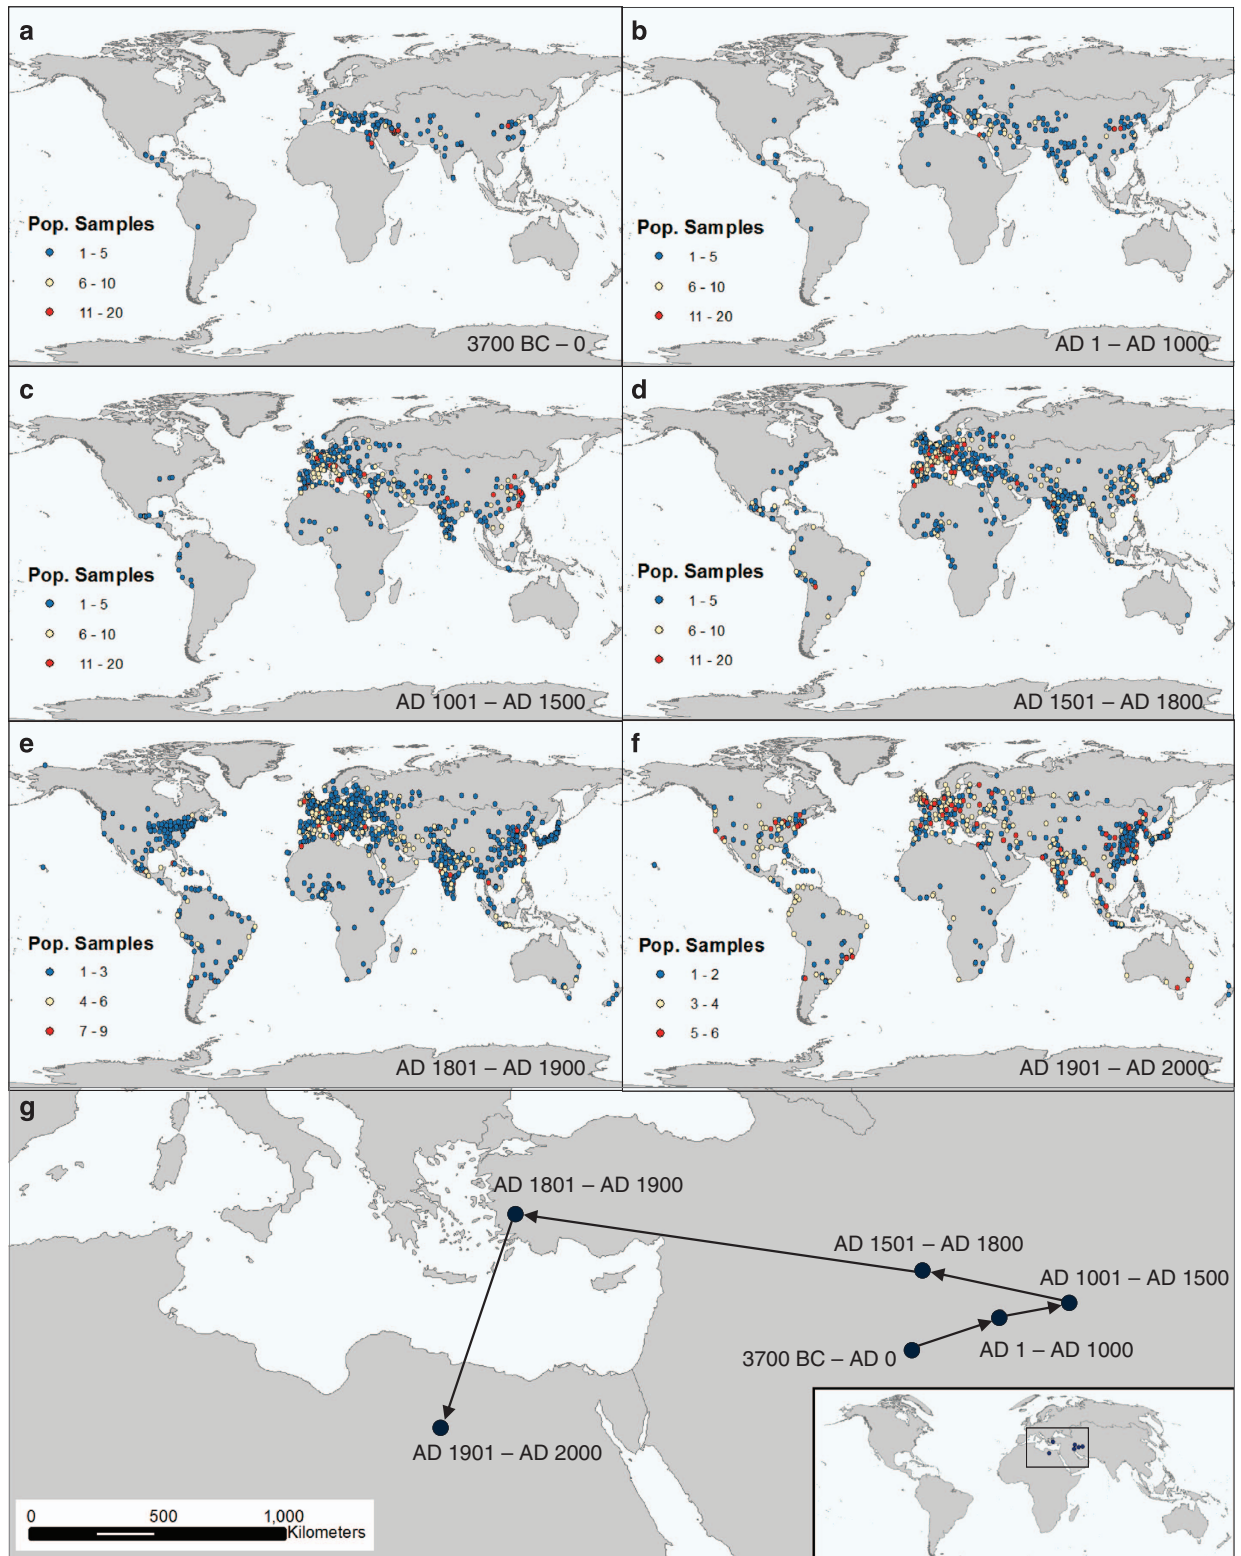 a
Pop. Samples
1 - 5
6 - 10
11 - 20
3700 BC – 0
b
Pop. Samples
1 - 5
6 - 10
11 - 20
AD 1 – AD 1000
c
Pop. Samples
1 - 5
6 - 10
11 - 20
AD 1001 – AD 1500
d
Pop. Samples
1 - 5
6 - 10
11 - 20
AD 1501 – AD 1800
e
Pop. Samples
1 - 3
4 - 6
7 - 9
AD 1801 – AD 1900
f
Pop. Samples
1 - 2
3 - 4
5 - 6
AD 1901 – AD 2000
g
AD 1801 – AD 1900
AD 1501 – AD 1800
AD 1001 – AD 1500
3700 BC – AD 0
AD 1 – AD 1000
AD 1901 – AD 2000
0 500 1,000
Kilometers